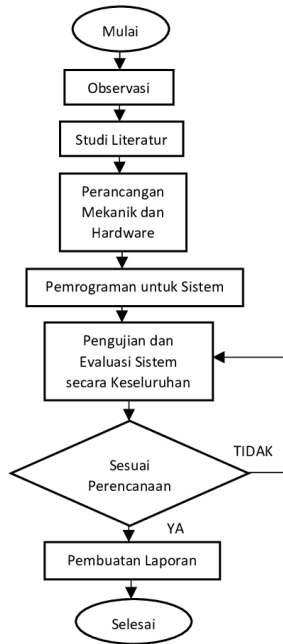 Mulai
Observasi
Studi Literatur
Perancangan
Mekanik dan
Hardware
Pemrograman untuk Sistem
Pengujian dan
Evaluasi Sistem
secara Keseluruhan
Sesuai
Perencanaan
TIDAK
YA
Pembuatan Laporan
Selesai